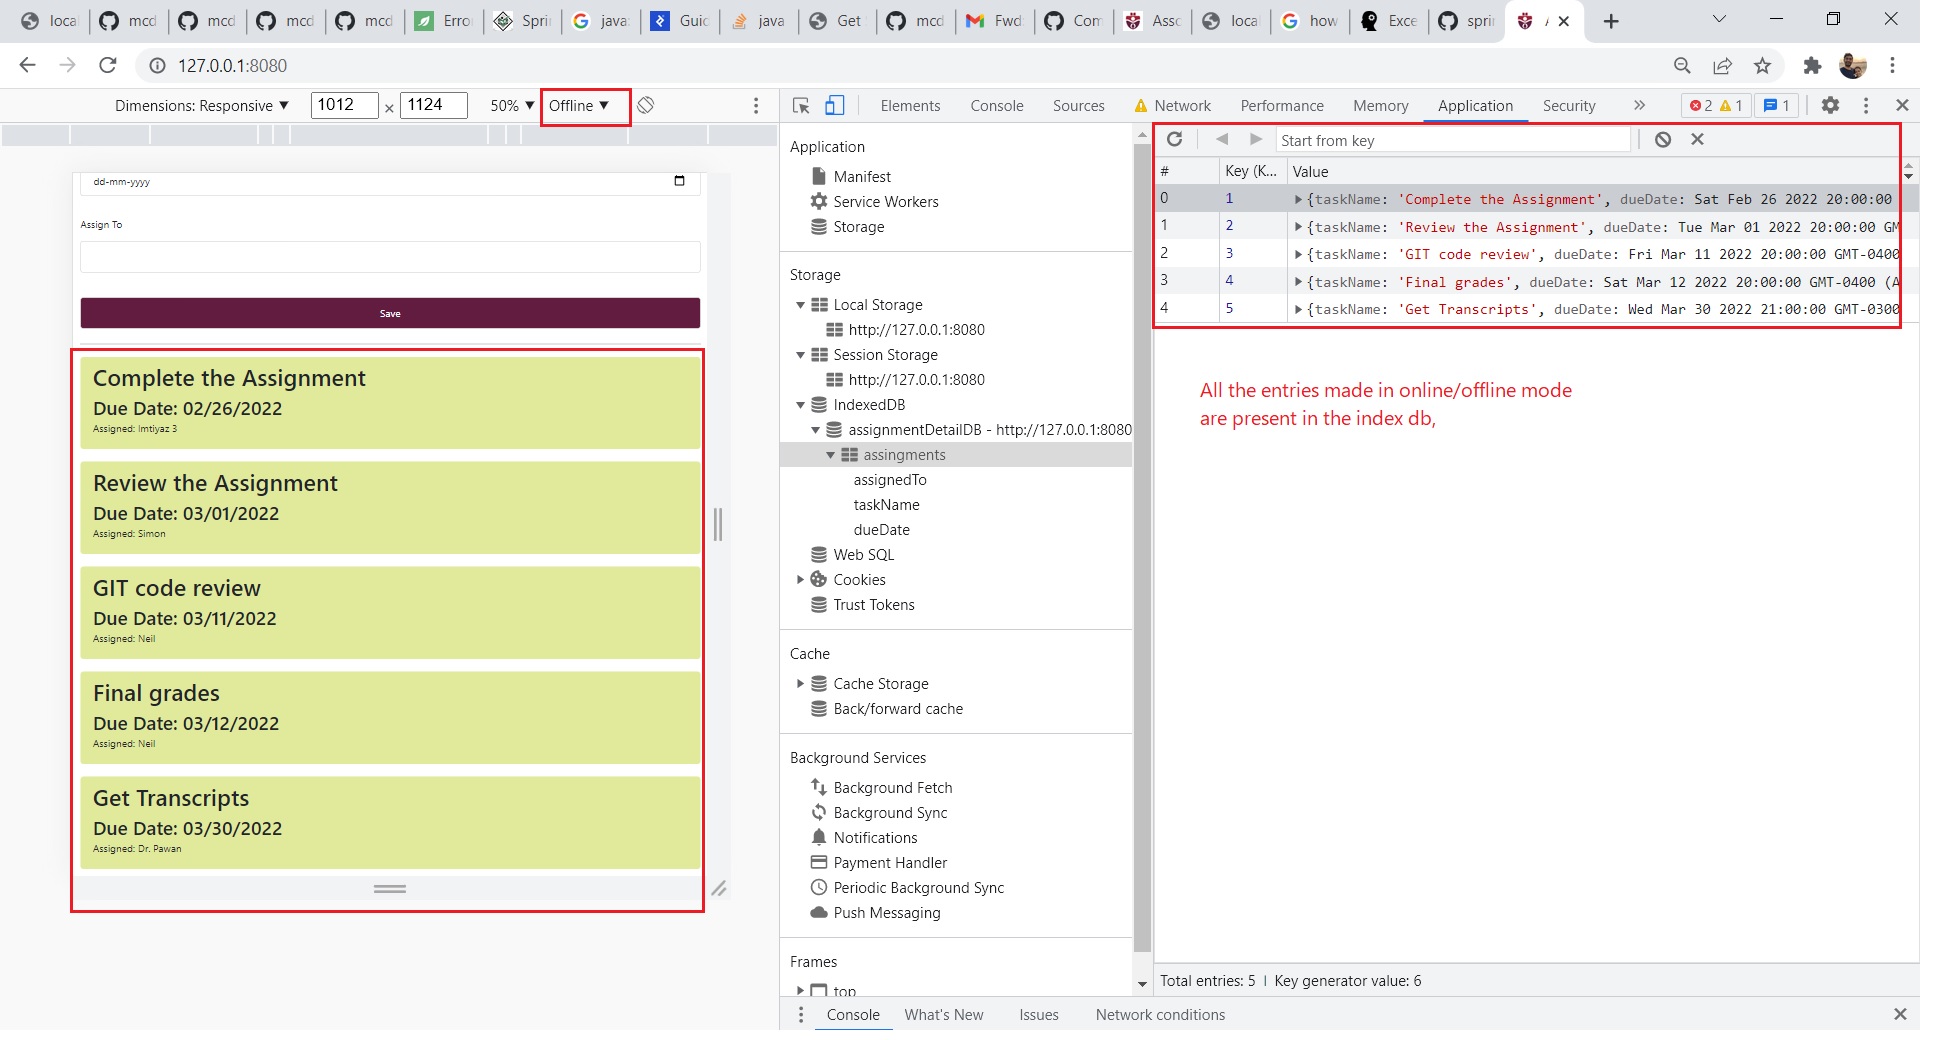 loca mcd mcd mcd Erro Sprin java: Guid java Get mcd Fwd: Com Asso loca how Exce sprin
127.0.0.1:8080
Dimensions: Responsive ▼ 1012 × 1124 50% ▼ Offline ▼
Elements Console Sources Network Performance Memory Application Security » 2 1 1
dd-mm-yyyy
Assign To
Save
Complete the Assignment
Due Date: 02/26/2022
Assigned: Imtiyaz 3
Review the Assignment
Due Date: 03/01/2022
Assigned: Simon
GIT code review
Due Date: 03/11/2022
Assigned: Neil
Final grades
Due Date: 03/12/2022
Assigned: Neil
Get Transcripts
Due Date: 03/30/2022
Assigned: Dr. Pawan
Application
Manifest
Service Workers
Storage
Storage
Local Storage
http://127.0.0.1:8080
Session Storage
http://127.0.0.1:8080
IndexedDB
assignmentDetailDB - http://127.0.0.1:8080
assingments
assignedTo
taskName
dueDate
Web SQL
Cookies
Trust Tokens
Cache
Cache Storage
Back/forward cache
Background Services
Background Fetch
Background Sync
Notifications
Payment Handler
Periodic Background Sync
Push Messaging
Frames
top
Start from key
# Key (K... Value
0 1 {taskName: 'Complete the Assignment', dueDate: Sat Feb 26 2022 20:00:00
1 2 {taskName: 'Review the Assignment', dueDate: Tue Mar 01 2022 20:00:00 GM
2 3 {taskName: 'GIT code review', dueDate: Fri Mar 11 2022 20:00:00 GMT-0400
3 4 {taskName: 'Final grades', dueDate: Sat Mar 12 2022 20:00:00 GMT-0400 (A
4 5 {taskName: 'Get Transcripts', dueDate: Wed Mar 30 2022 21:00:00 GMT-0300
All the entries made in online/offline mode
are present in the index db,
Total entries: 5 | Key generator value: 6
Console What's New Issues Network conditions